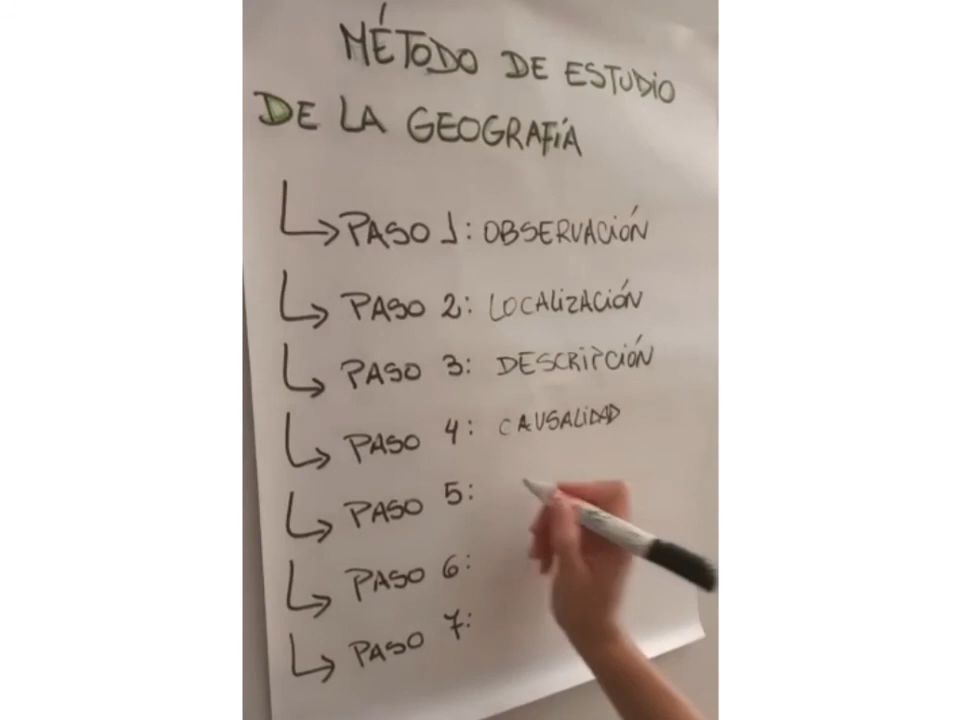 MÉTODO DE ESTUDIO
DE LA GEOGRAFÍA
PASO 1: OBSERVACIÓN
PASO 2: LOCALIZACIÓN
PASO 3: DESCRIPCIÓN
PASO 4: CAUSALIDAD
PASO 5:
PASO 6:
PASO 7: